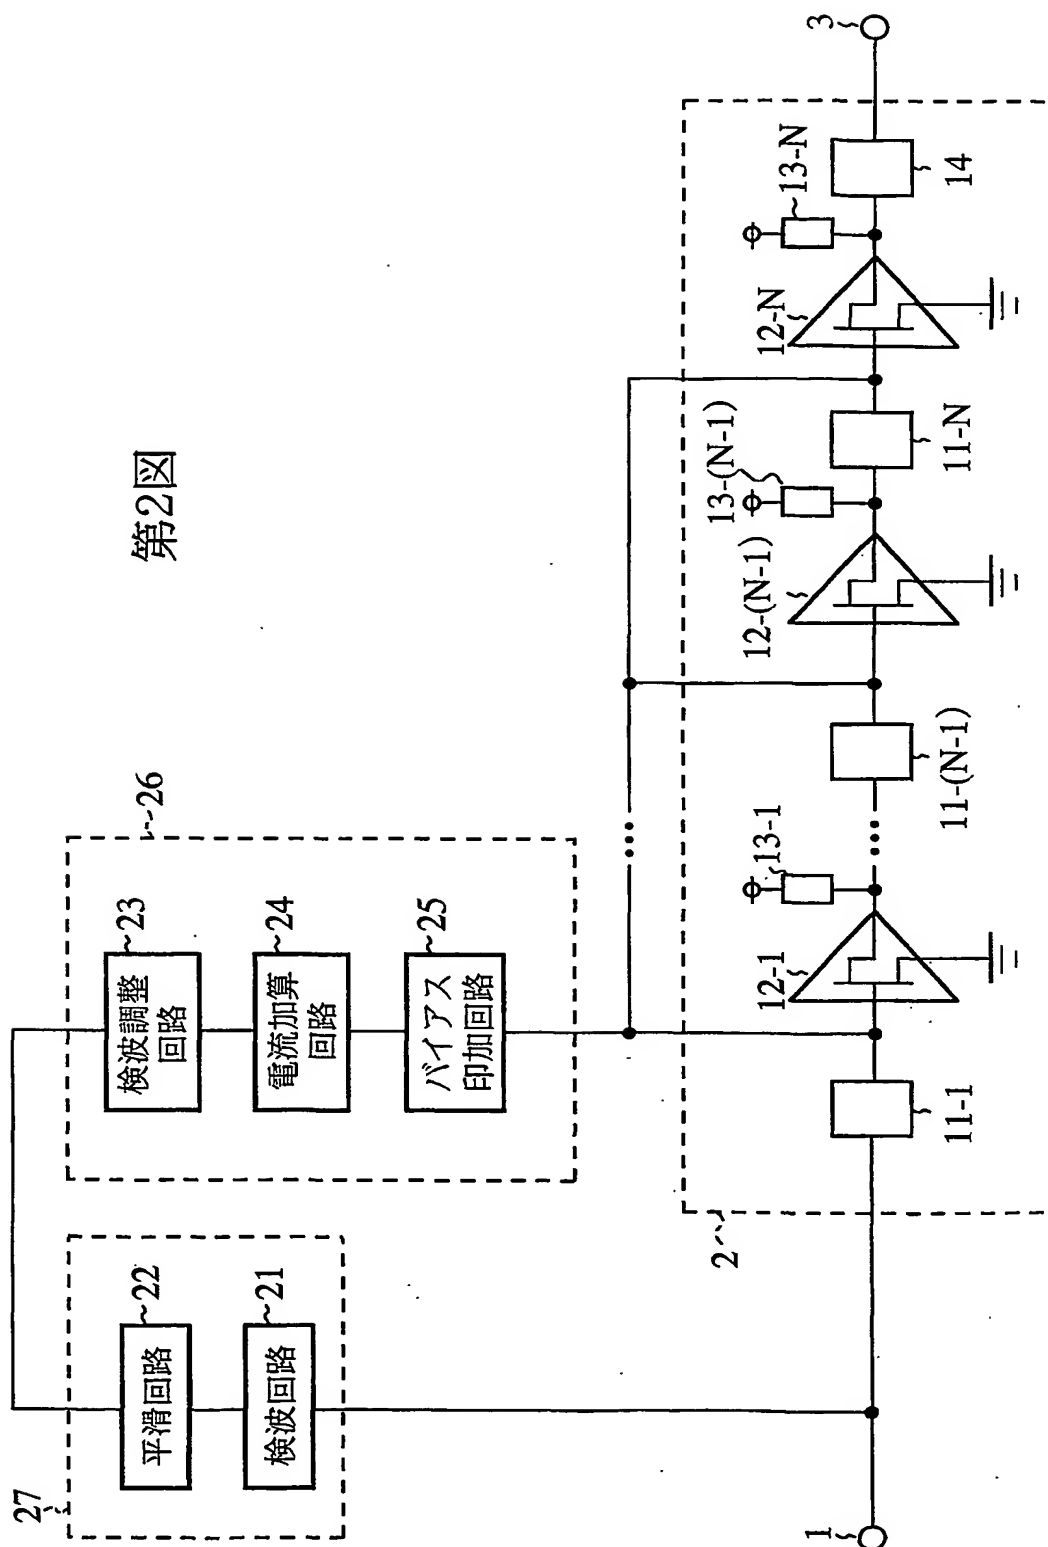 第2図
27
22
平滑回路
21
検波回路
26
23
検波調整
回路
24
電流加算
回路
25
バイアス
印加回路
1
2
11-1
12-1
13-1
11-(N-1)
12-(N-1)
13-(N-1)
11-N
12-N
13-N
14
3